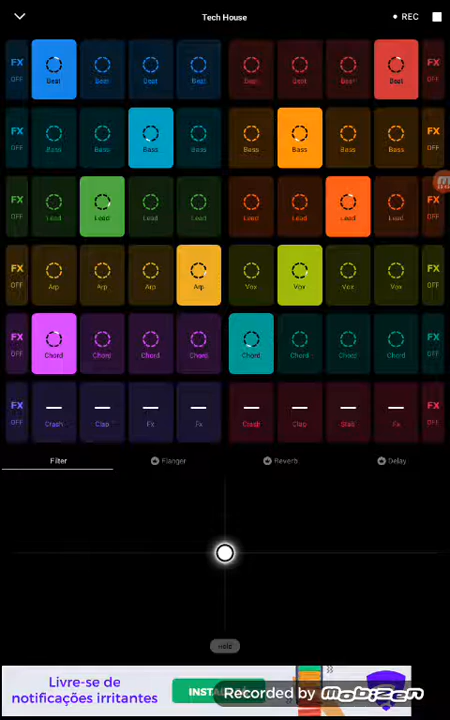 Tech House
REC
FX Beat Beat Beat Beat Beat Beat Beat Beat FX
OFF OFF
FX Bass Bass Bass Bass Bass Bass Bass Bass FX
OFF OFF
FX Lead Lead Lead Lead Lead Lead Lead Lead FX
OFF OFF
FX Arp Arp Arp Arp Vox Vox Vox Vox FX
OFF OFF
FX Chord Chord Chord Chord Chord Chord Chord Chord FX
OFF OFF
FX Crash Clap Fx Fx Crash Clap Stab Fx FX
OFF OFF
Filter Flanger Reverb Delay
Hold
Livre-se de
notificações irritantes
Recorded by MOBIZEN